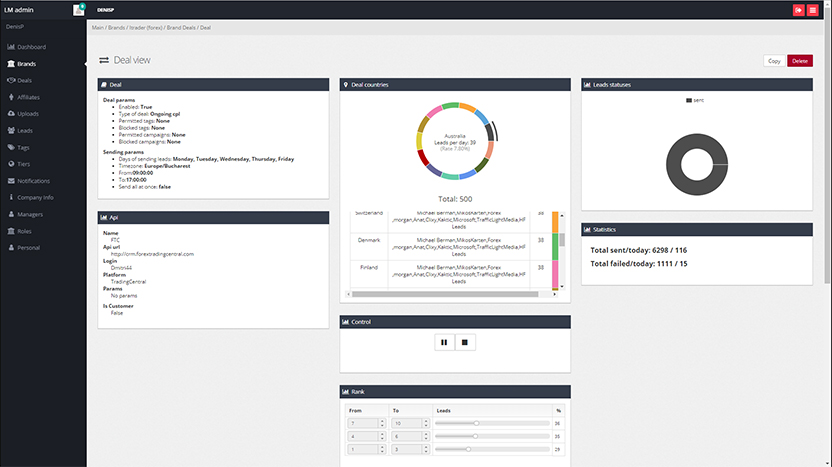 LM admin
DENISP
DenisP
Main / Brands / ttrader (forex) / Brand Deals / Deal
Dashboard
Brands
Deals
Affiliates
Uploads
Leads
Tags
Tiers
Notifications
Company Info
Managers
Roles
Personal
Deal view
Copy
Delete
Deal
Deal params
Enabled: True
Type of deal: Ongoing cpl
Permitted tags: None
Blocked tags: None
Permitted campaigns: None
Blocked campaigns: None
Sending params
Days of sending leads: Monday, Tuesday, Wednesday, Thursday, Friday
Timezone: Europe/Bucharest
From:09:00:00
To:17:00:00
Send all at once: false
Api
Name
FTC
Api url
http://crm.forextradingcentral.com
Login
Dmitri44
Platform
TradingCentral
Params
No params
Is Customer
False
Deal countries
Australia
Leads per day: 39
(Rate 7.80%)
Total: 500
Switzerland
Michael Berman,MikosKarten,Forex
,morgan,Anat,Dixy,Kaktic,Microsoft,TrafficLightMedia,HF
Leads
38
Denmark
Michael Berman,MikosKarten,Forex
,morgan,Anat,Dixy,Kaktic,Microsoft,TrafficLightMedia,HF
Leads
38
Finland
Michael Berman,MikosKarten,Forex
,morgan,Anat,Dixy,Kaktic,Microsoft,TrafficLightMedia,HF
Leads
38
Control
Rank
From To Leads %
7 10 36
4 6 35
1 3 29
Leads statuses
sent
Statistics
Total sent/today: 6298 / 116
Total failed/today: 1111 / 15